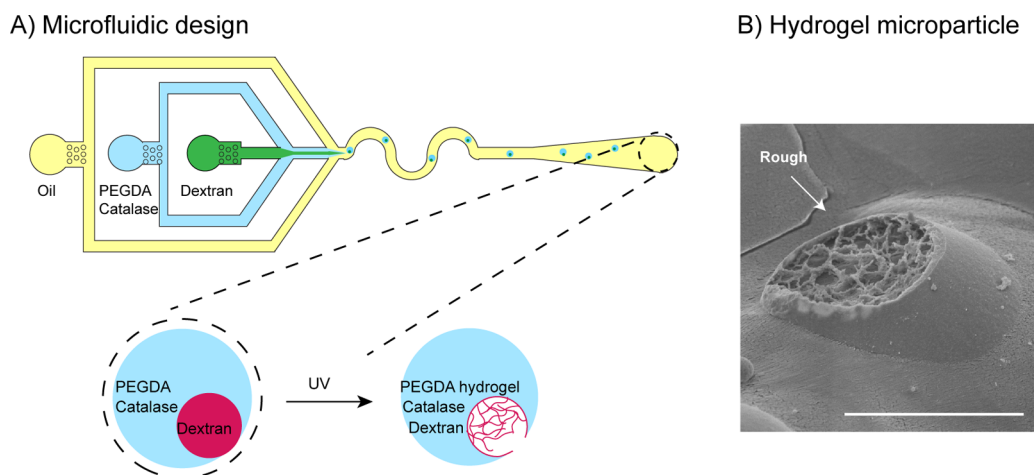 A) Microfluidic design
B) Hydrogel microparticle
Oil
PEGDA
Catalase
Dextran
Rough
PEGDA
Catalase
Dextran
UV
PEGDA hydrogel
Catalase
Dextran